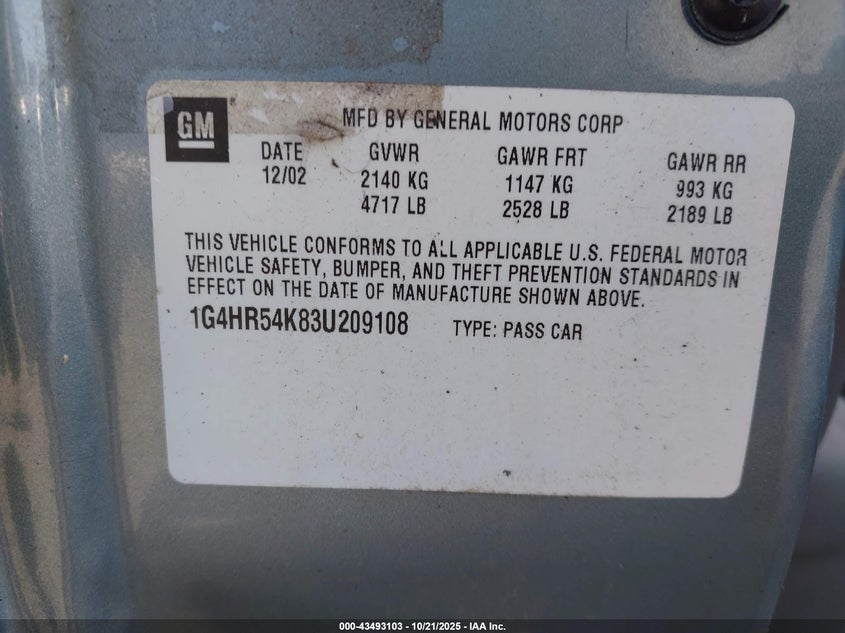 GM
MFD BY GENERAL MOTORS CORP
DATE GVWR GAWR FRT GAWR RR
12/02 2140 KG 1147 KG 993 KG
4717 LB 2528 LB 2189 LB
THIS VEHICLE CONFORMS TO ALL APPLICABLE U.S. FEDERAL MOTOR
VEHICLE SAFETY, BUMPER, AND THEFT PREVENTION STANDARDS IN
EFFECT ON THE DATE OF MANUFACTURE SHOWN ABOVE.
1G4HR54K83U209108 TYPE: PASS CAR
000-43493103 - 10/21/2025 - IAA Inc.